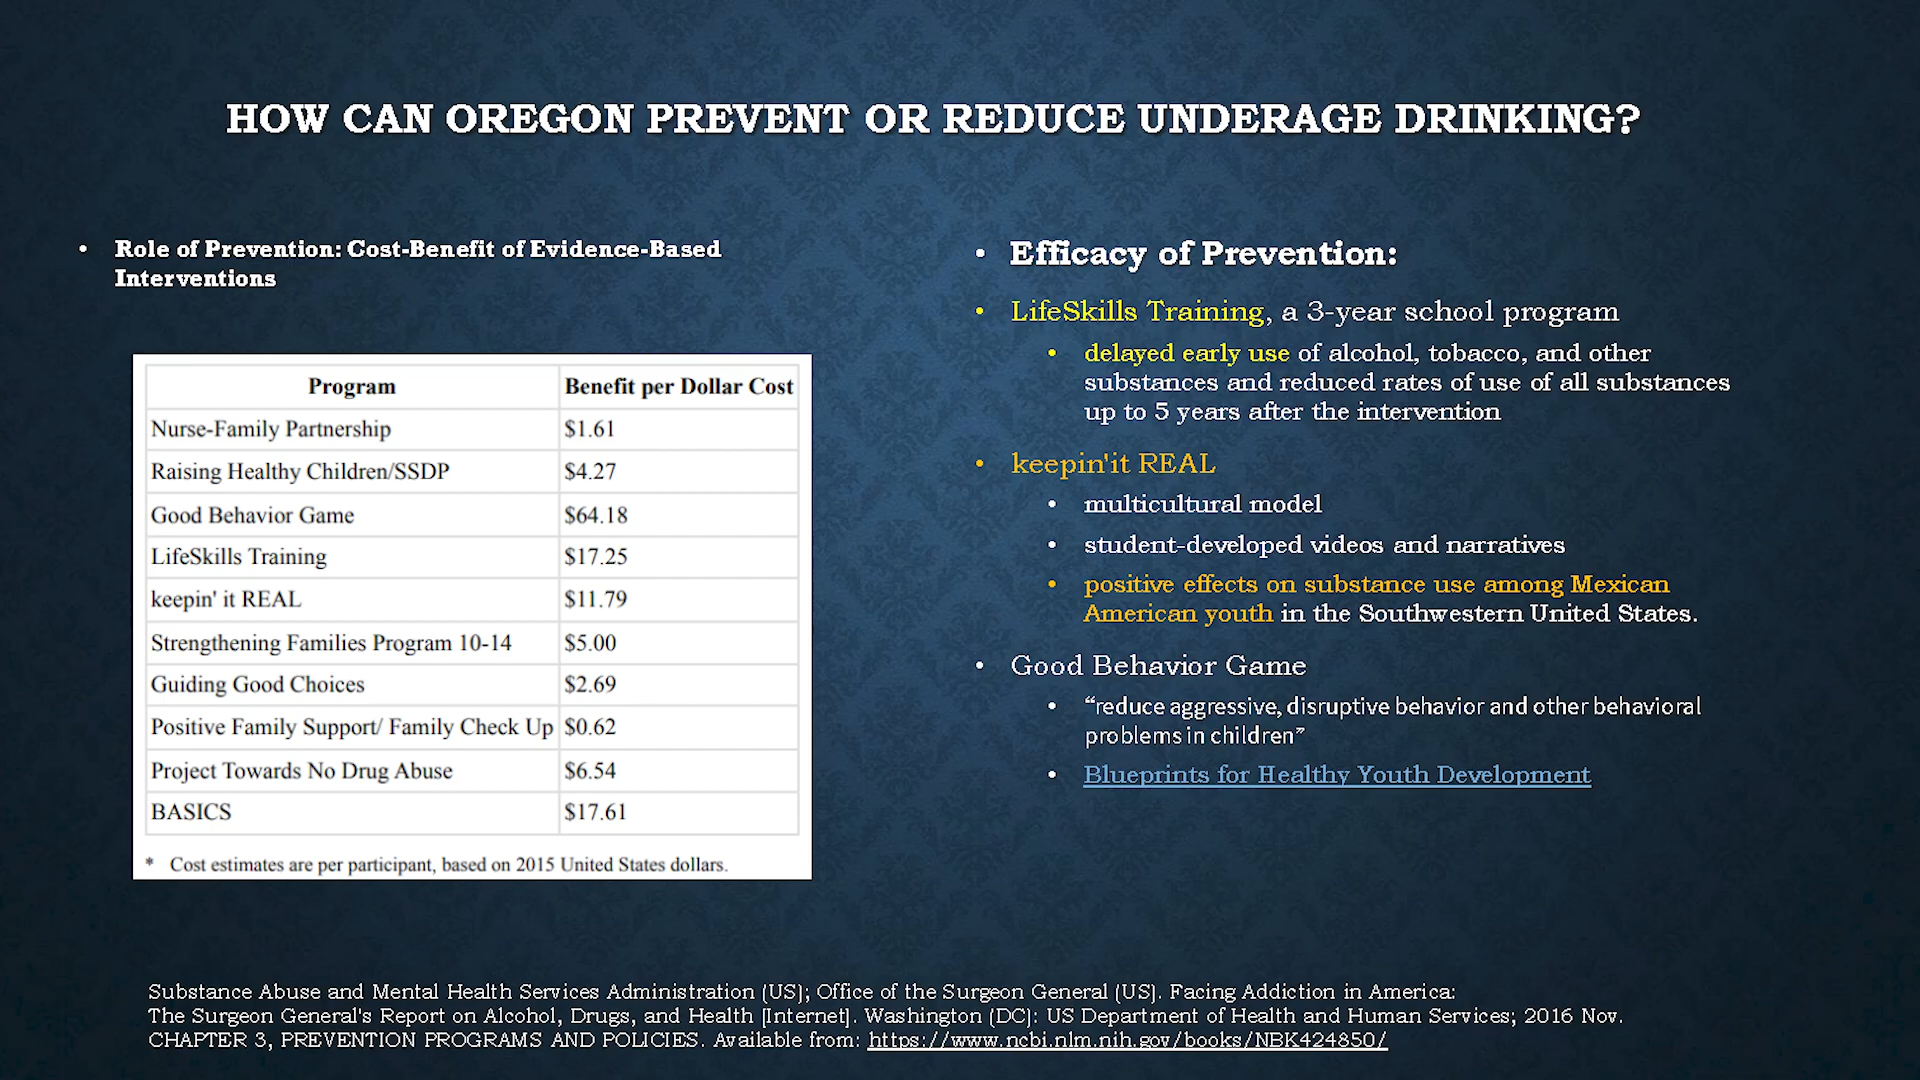 HOW CAN OREGON PREVENT OR REDUCE UNDERAGE DRINKING?
• Role of Prevention: Cost-Benefit of Evidence-Based
Interventions
Program Benefit per Dollar Cost
Nurse-Family Partnership $1.61
Raising Healthy Children/SSDP $4.27
Good Behavior Game $64.18
LifeSkills Training $17.25
keepin' it REAL $11.79
Strengthening Families Program 10-14 $5.00
Guiding Good Choices $2.69
Positive Family Support/ Family Check Up $0.62
Project Towards No Drug Abuse $6.54
BASICS $17.61
* Cost estimates are per participant, based on 2015 United States dollars.
• Efficacy of Prevention:
• LifeSkills Training, a 3-year school program
• delayed early use of alcohol, tobacco, and other
substances and reduced rates of use of all substances
up to 5 years after the intervention
• keepin'it REAL
• multicultural model
• student-developed videos and narratives
• positive effects on substance use among Mexican
American youth in the Southwestern United States.
• Good Behavior Game
• “reduce aggressive, disruptive behavior and other behavioral
problems in children”
• Blueprints for Healthy Youth Development
Substance Abuse and Mental Health Services Administration (US); Office of the Surgeon General (US). Facing Addiction in America:
The Surgeon General's Report on Alcohol, Drugs, and Health [Internet]. Washington (DC): US Department of Health and Human Services; 2016 Nov.
CHAPTER 3, PREVENTION PROGRAMS AND POLICIES. Available from: https://www.ncbi.nlm.nih.gov/books/NBK424850/